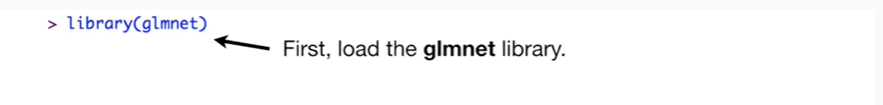 > library(glmnet)
First, load the glmnet library.